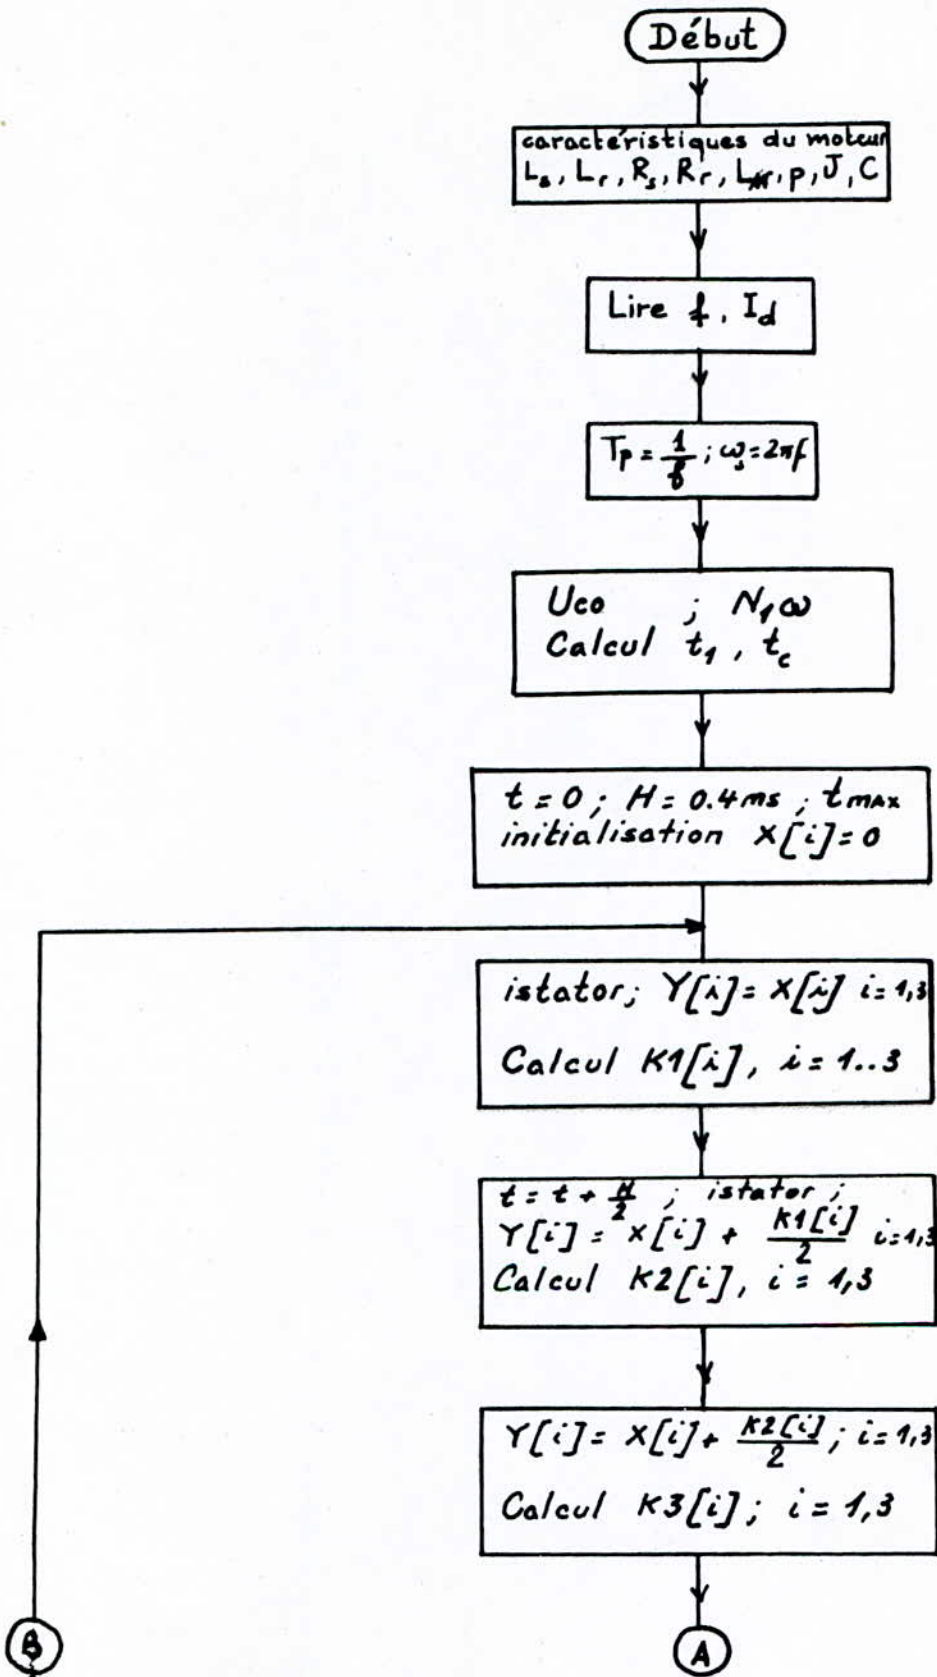 Début
caractéristiques du moteur
Ls, Lr, Rs, Rr, LM, p, J, C
Lire f, Id
Tp = 1/f ; ωs = 2πf
Uco ; N1ω
Calcul t1, tc
t = 0 ; H = 0.4ms ; tmax
initialisation X[i] = 0
istator; Y[i] = X[i] i = 1,3
Calcul K1[i], i = 1..3
t = t + H/2 ; istator ;
Y[i] = X[i] + K1[i]/2 i = 1,3
Calcul K2[i], i = 1,3
Y[i] = X[i] + K2[i]/2 ; i = 1,3
Calcul K3[i] ; i = 1,3
B
A